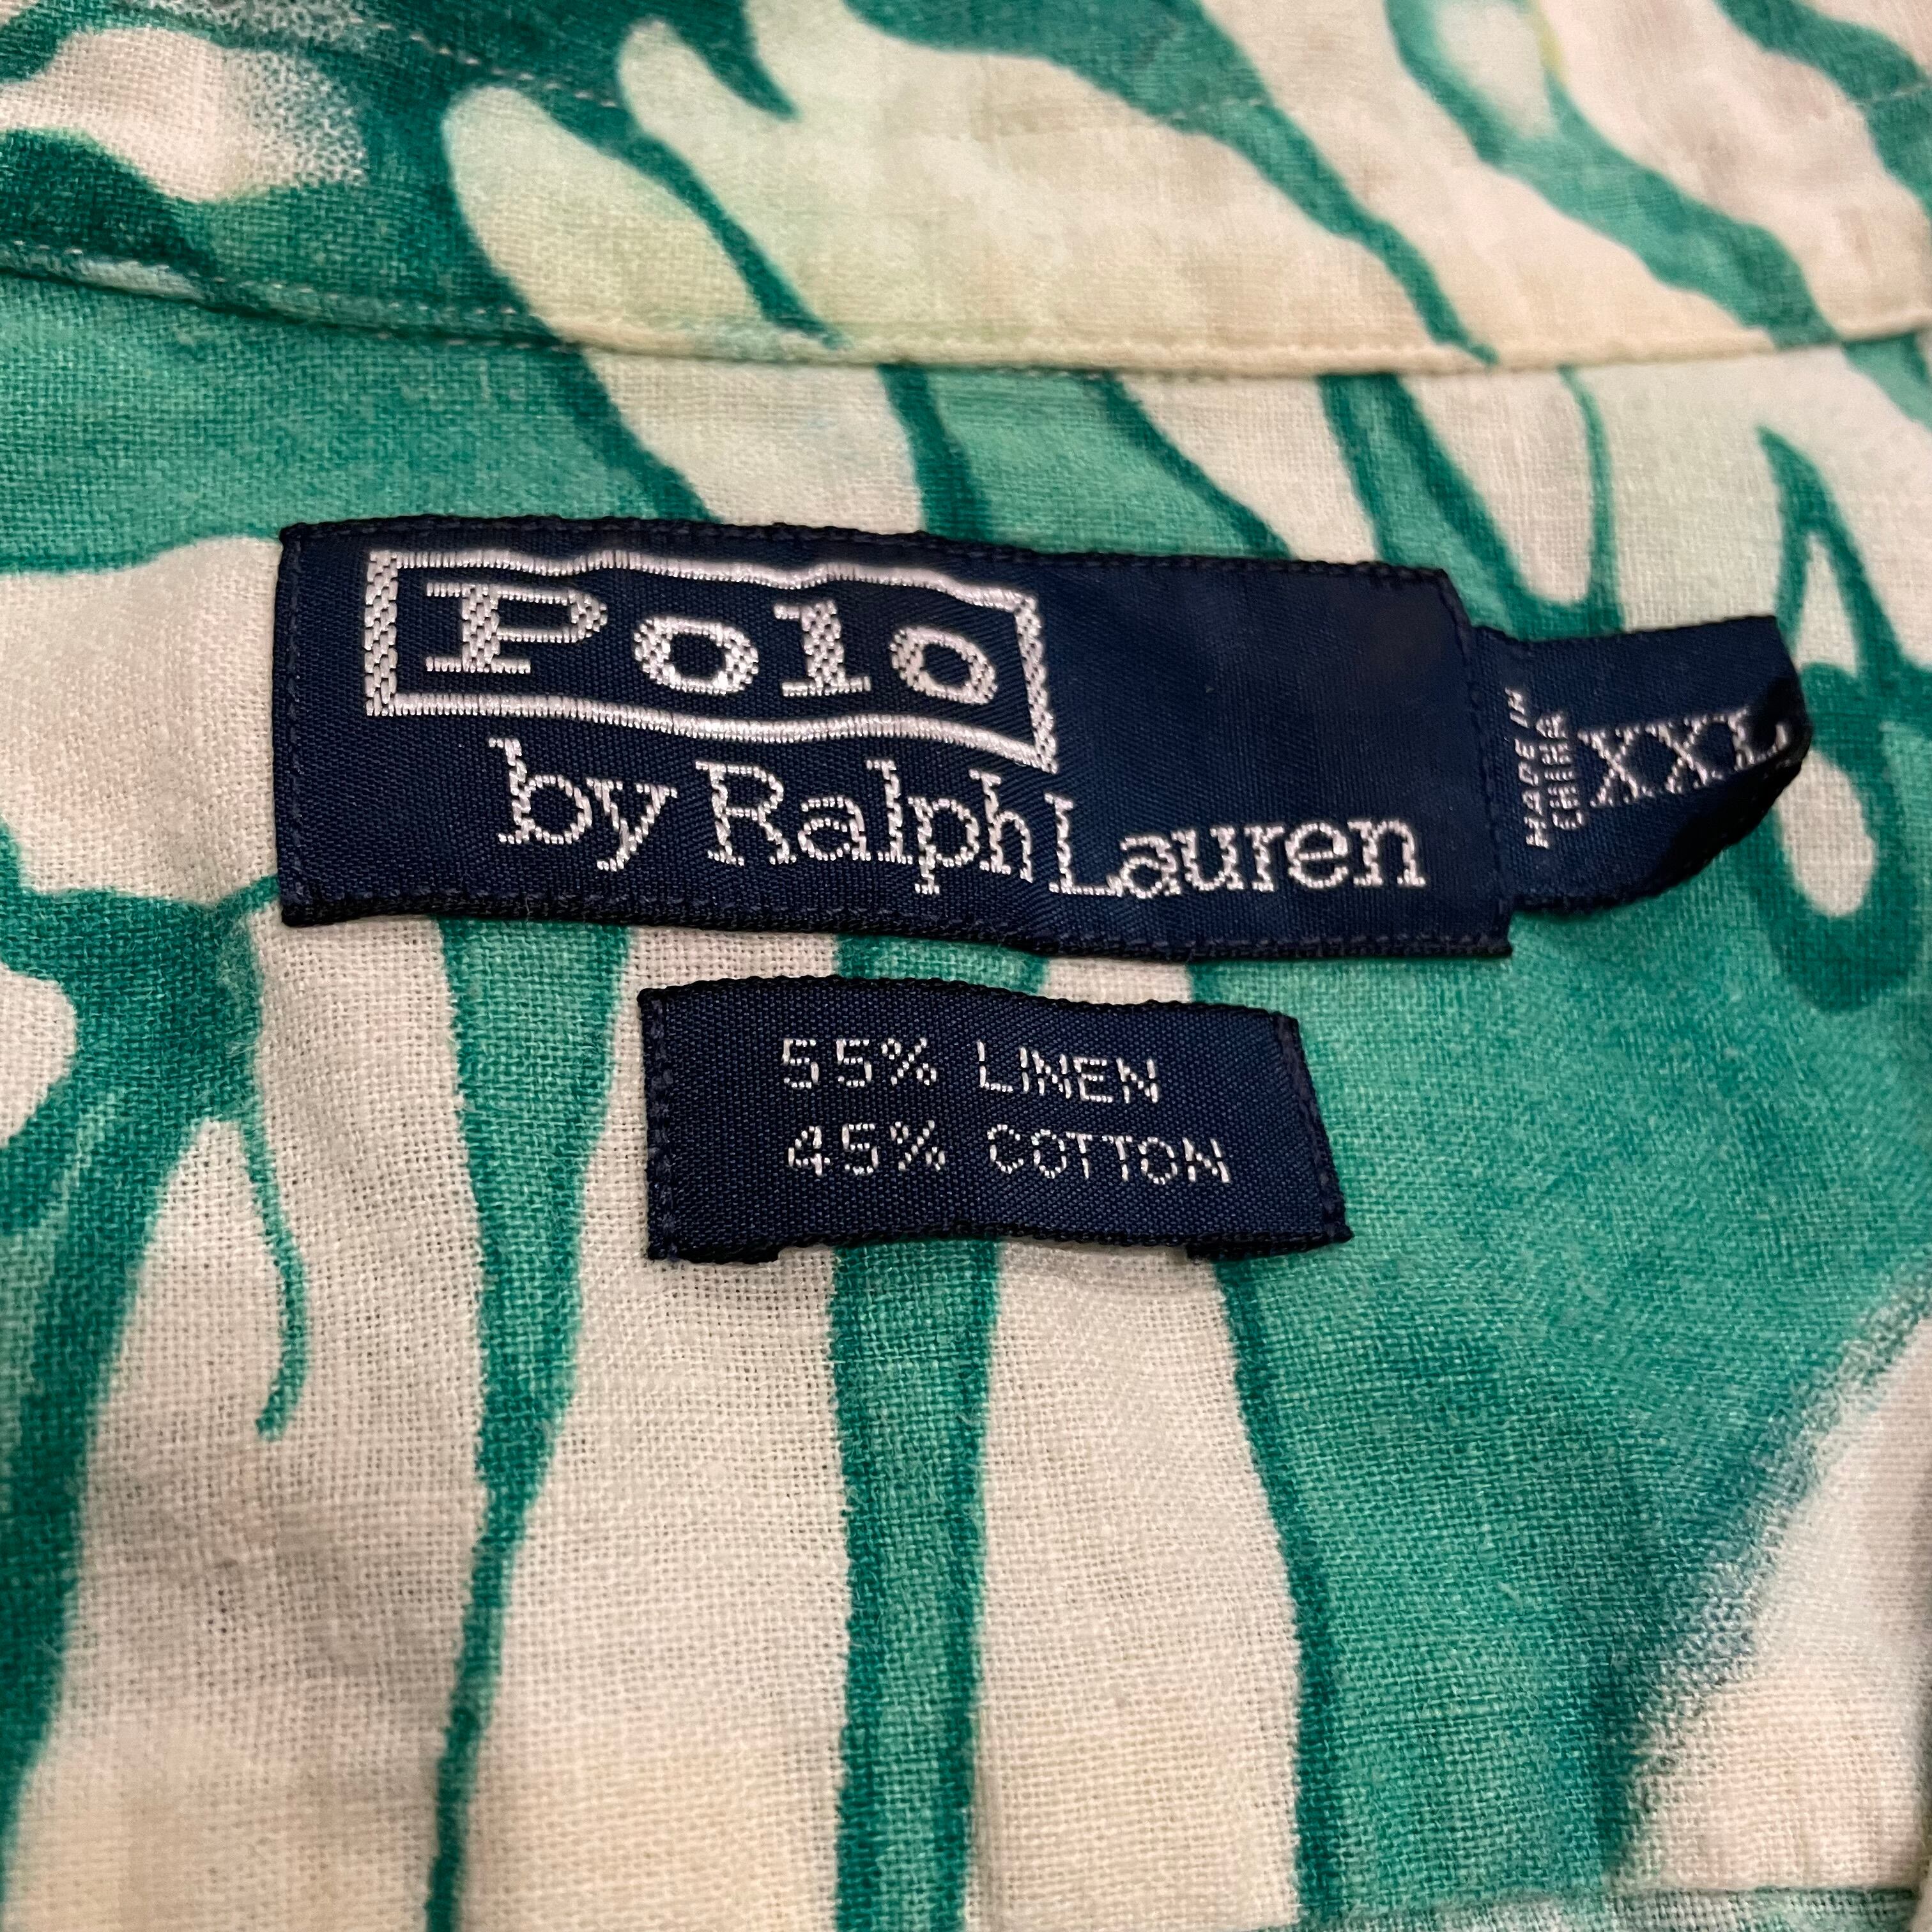 Polo
by Ralph Lauren
MADE IN
CHINA
XXL
55% LINEN
45% COTTON